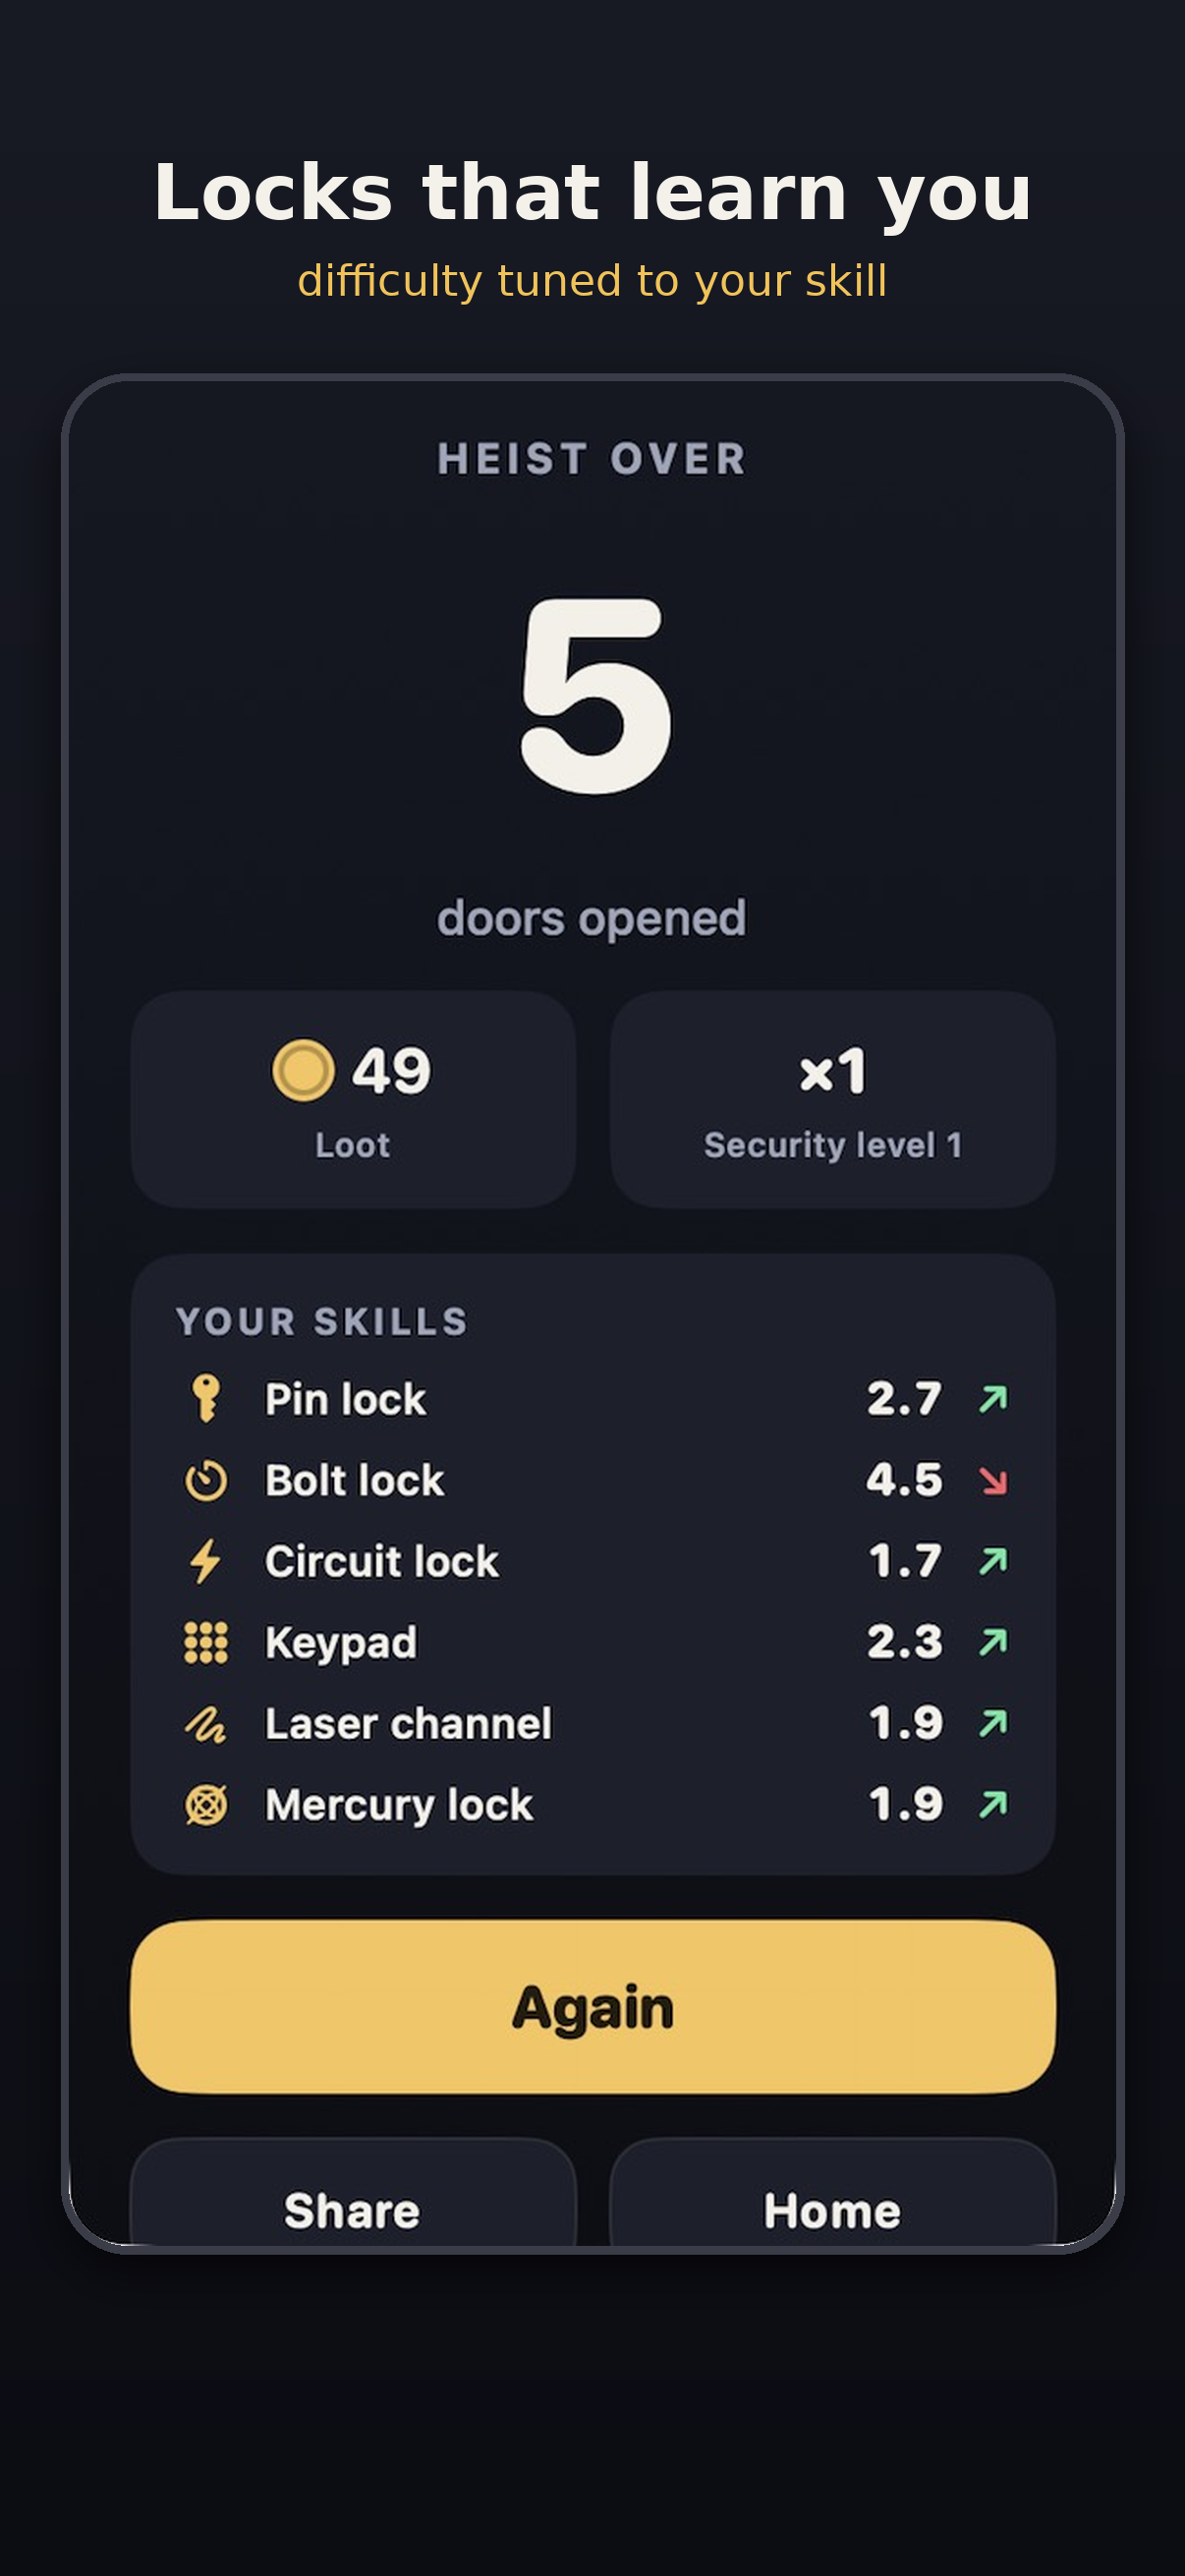 Locks that learn you
difficulty tuned to your skill
HEIST OVER
5
doors opened
49
Loot
×1
Security level 1
YOUR SKILLS
Pin lock 2.7
Bolt lock 4.5
Circuit lock 1.7
Keypad 2.3
Laser channel 1.9
Mercury lock 1.9
Again
Share Home